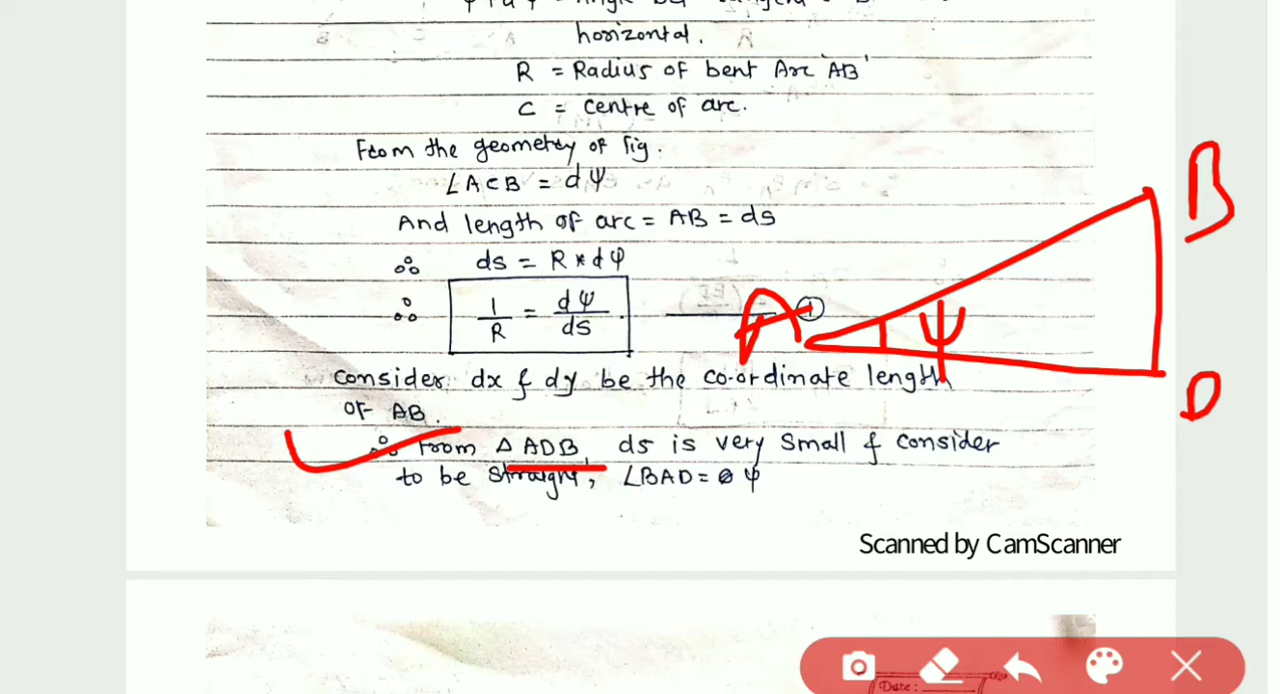 horizontal.
R = Radius of bent Arc 'AB'
C = Centre of arc.
From the geometry of fig.
∠ACB = dψ
And length of arc = AB = ds
∴ ds = R * dψ
∴ 1/R = dψ/ds ①
Consider dx & dy be the co-ordinate length
of AB.
∴ From Δ ADB, ds is very small & consider
to be straight, ∠BAD = ψ
A
ψ
B
D
Scanned by CamScanner
Date: